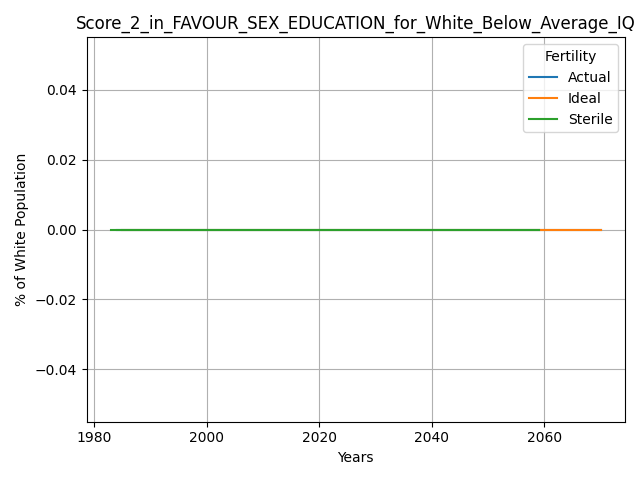 Score_2_in_FAVOUR_SEX_EDUCATION_for_White_Below_Average_IQ
Fertility
Actual
Ideal
Sterile
% of White Population
0.04
0.02
0.00
−0.02
−0.04
1980 2000 2020 2040 2060
Years